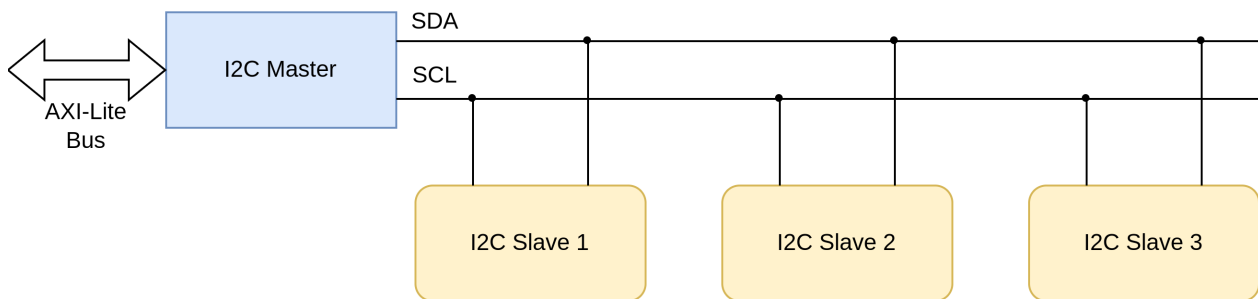 SDA
I2C Master
SCL
AXI-Lite
Bus
I2C Slave 1
I2C Slave 2
I2C Slave 3